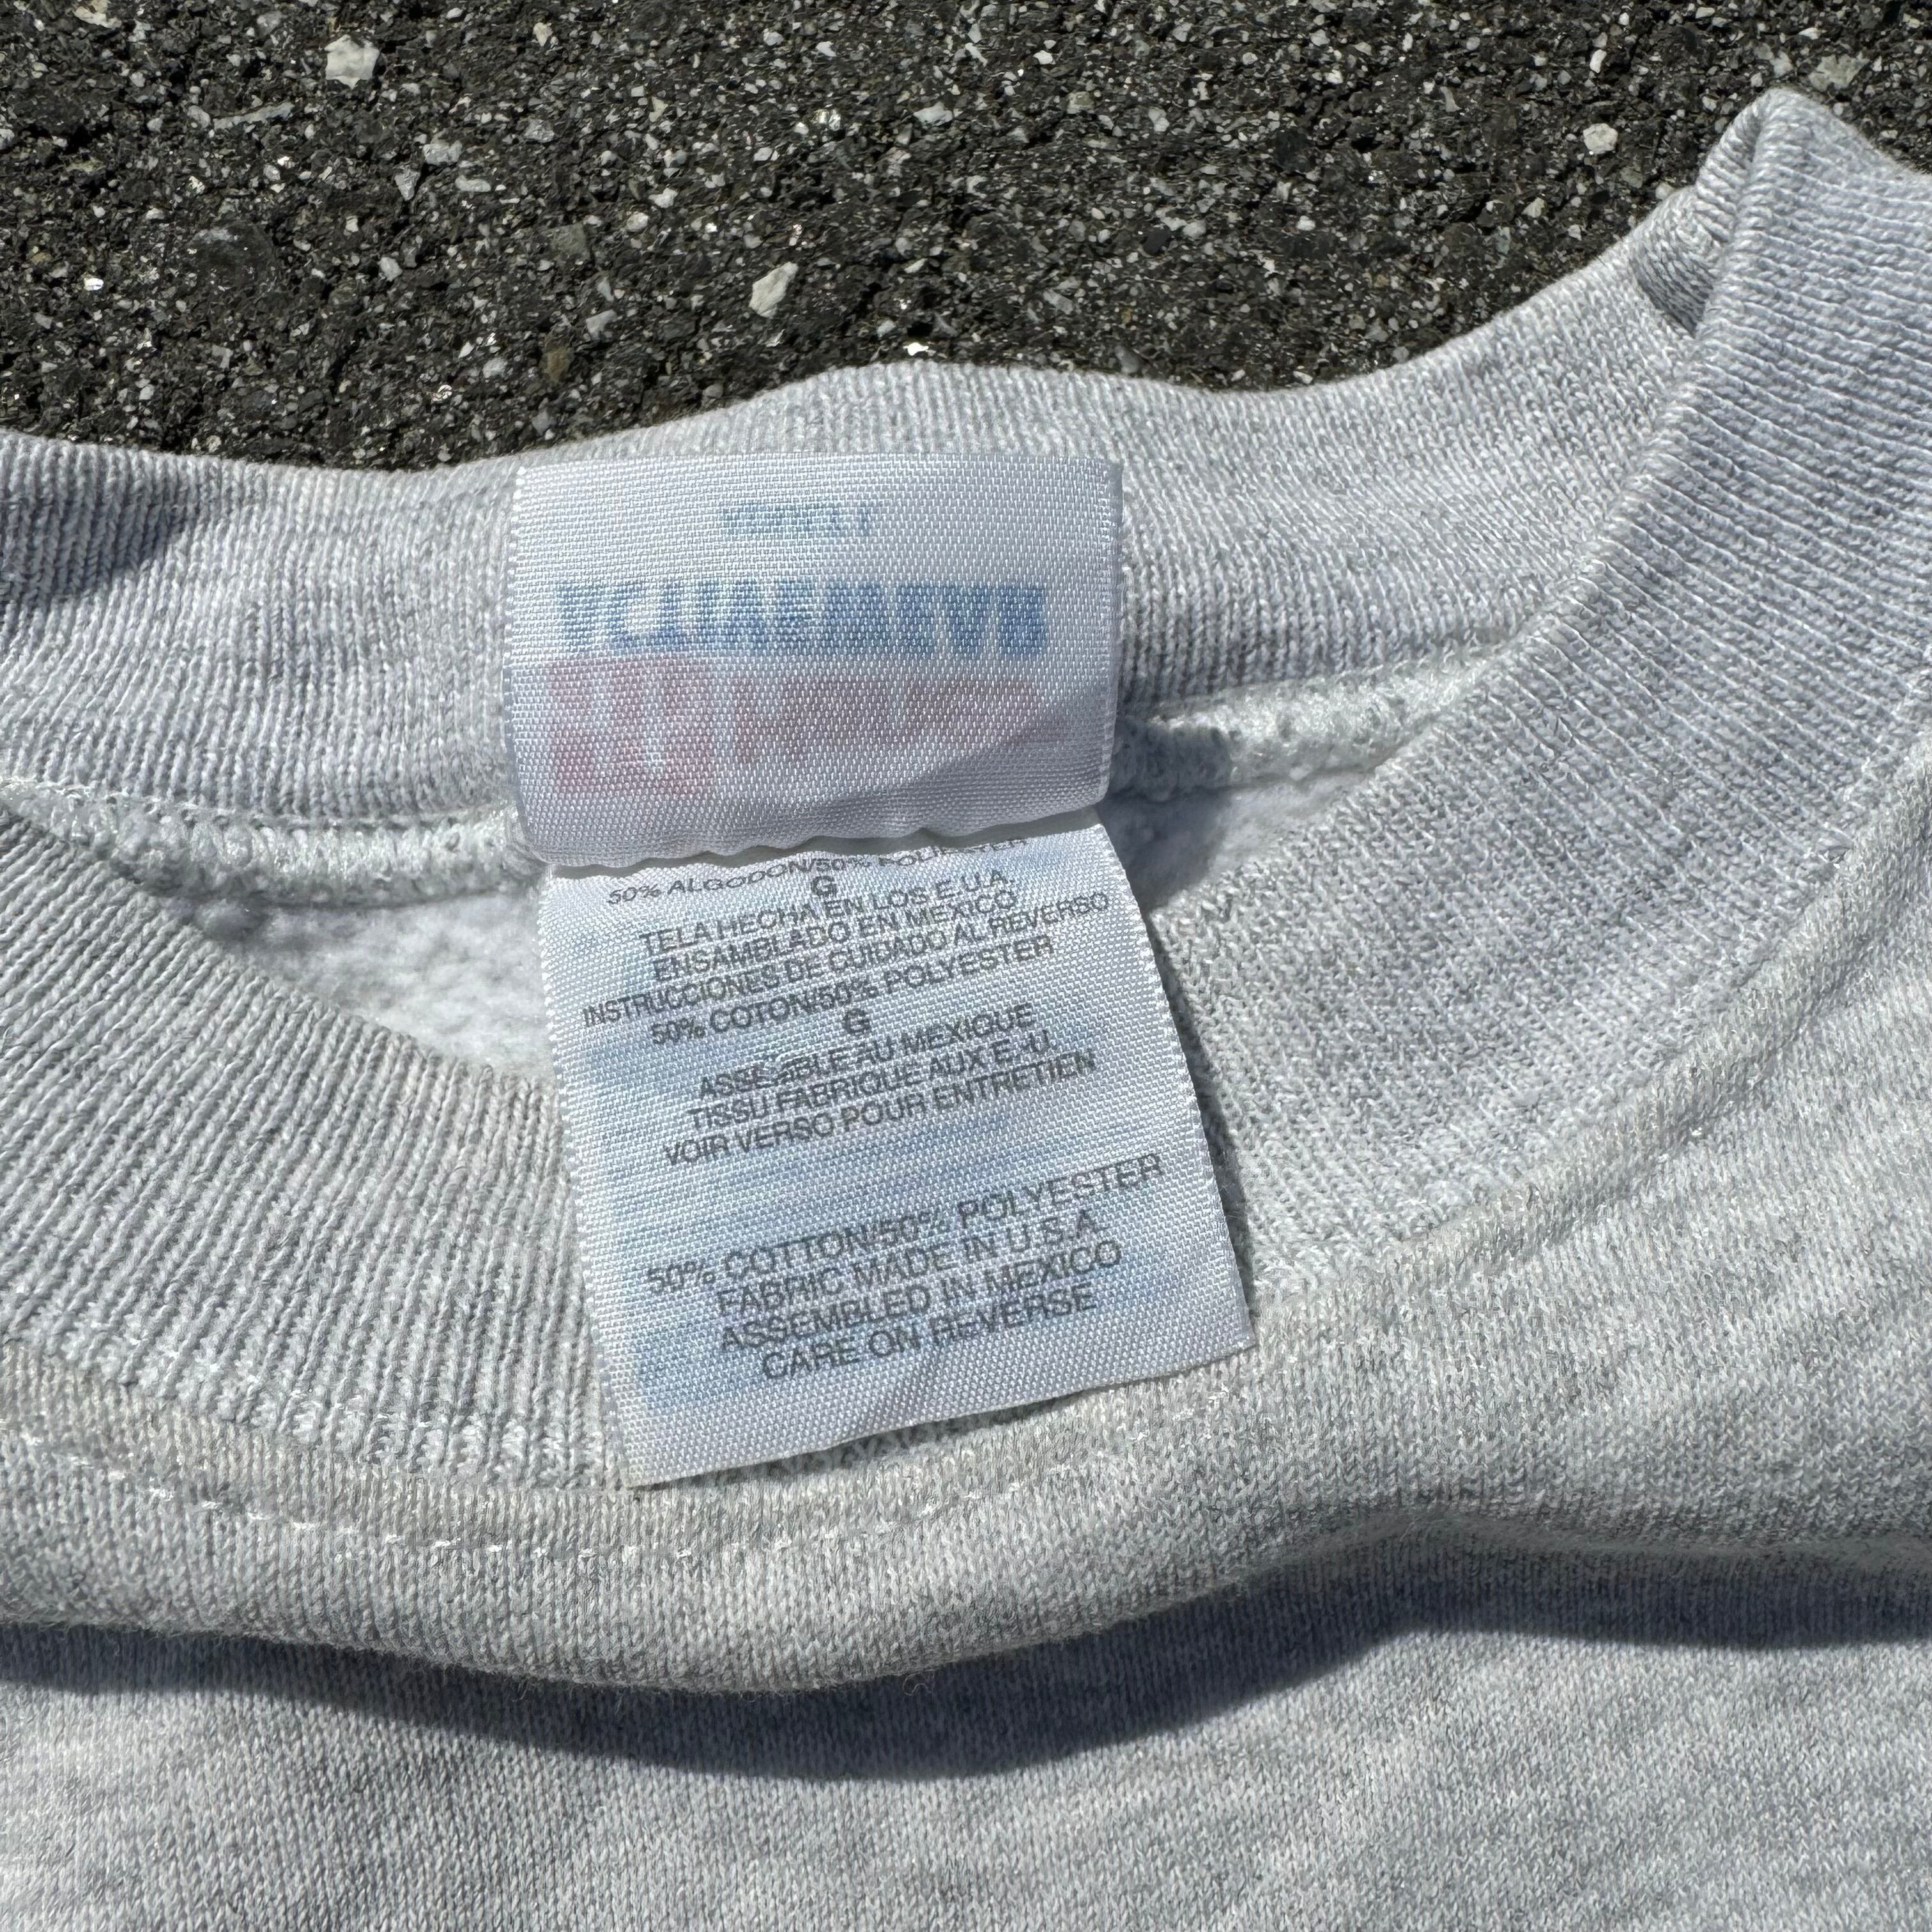 50% ALGODON/50% POLIESTER
G
TELA HECHA EN LOS E.U.A.
ENSAMBLADO EN MEXICO
INSTRUCCIONES DE CUIDADO AL REVERSO
50% COTON/50% POLYESTER
G
ASSEMBLE AU MEXIQUE
TISSU FABRIQUE AUX E.-U.
VOIR VERSO POUR ENTRETIEN
50% COTTON/50% POLYESTER
FABRIC MADE IN U.S.A
ASSEMBLED IN MEXICO
CARE ON REVERSE